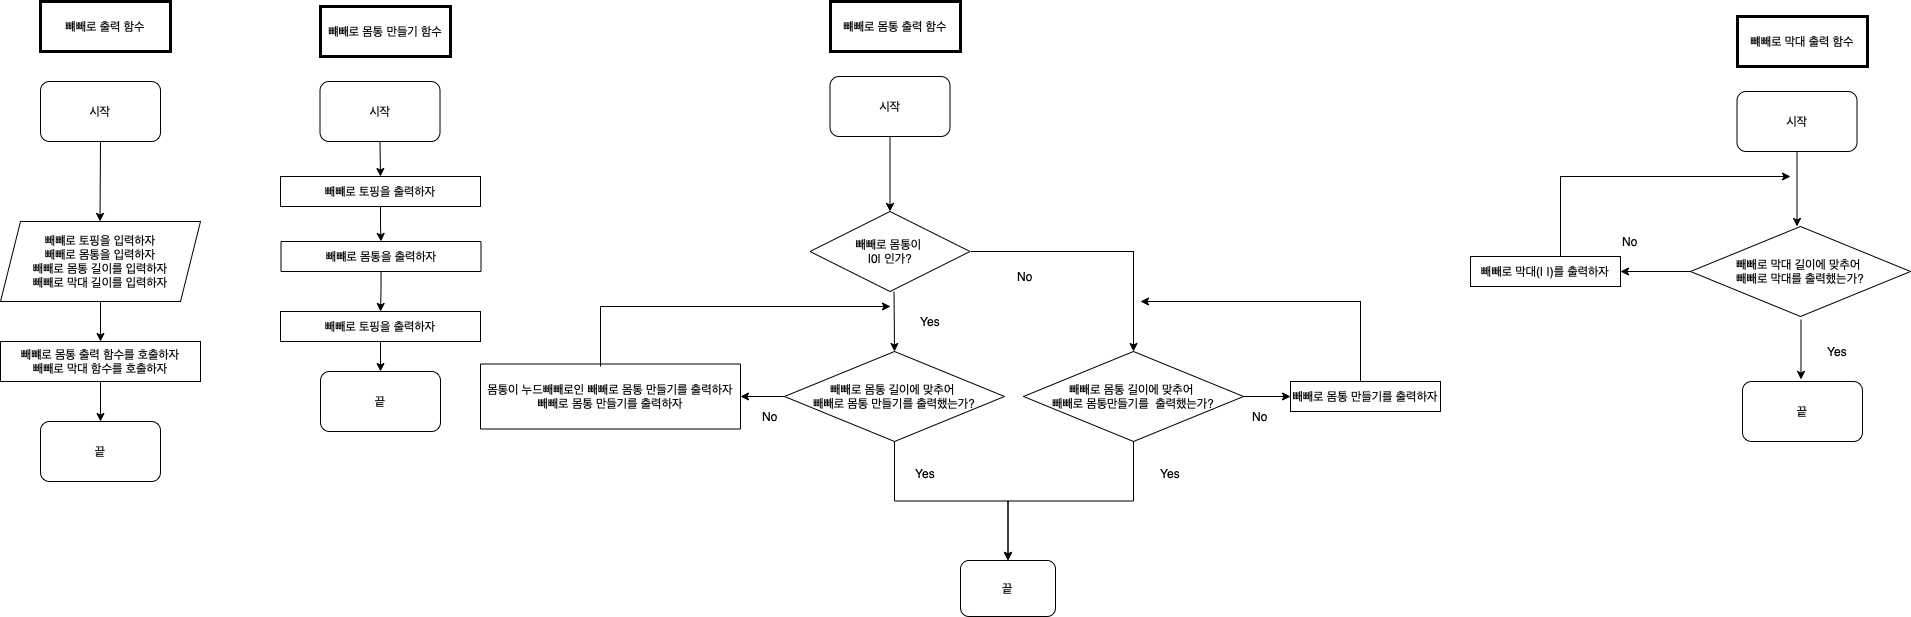 빼빼로 출력 함수
시작
빼빼로 토핑을 입력하자
빼빼로 몸통을 입력하자
빼빼로 몸통 길이를 입력하자
빼빼로 막대 길이를 입력하자
빼빼로 몸통 출력 함수를 호출하자
빼빼로 막대 함수를 호출하자
끝
빼빼로 몸통 만들기 함수
시작
빼빼로 토핑을 출력하자
빼빼로 몸통을 출력하자
빼빼로 토핑을 출력하자
끝
빼빼로 몸통 출력 함수
시작
빼빼로 몸통이
|0| 인가?
No
Yes
몸통이 누드빼빼로인 빼빼로 몸통 만들기를 출력하자
빼빼로 몸통 만들기를 출력하자
No
빼빼로 몸통 길이에 맞추어
빼빼로 몸통 만들기를 출력했는가?
Yes
빼빼로 몸통 길이에 맞추어
빼빼로 몸통만들기를  출력했는가?
No
빼빼로 몸통 만들기를 출력하자
Yes
끝
빼빼로 막대 출력 함수
시작
No
빼빼로 막대(| |)를 출력하자
빼빼로 막대 길이에 맞추어
빼빼로 막대를 출력했는가?
Yes
끝